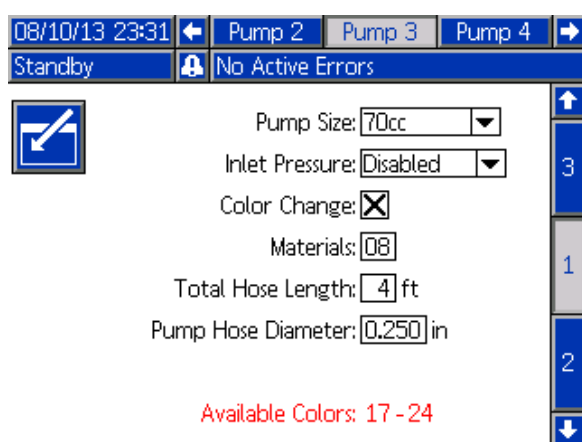 08/10/13 23:31 Pump 2 Pump 3 Pump 4
Standby No Active Errors
Pump Size: 70cc
Inlet Pressure: Disabled
3
Color Change:
Materials: 08
1
Total Hose Length: 4 ft
Pump Hose Diameter: 0.250 in
2
Available Colors: 17 - 24